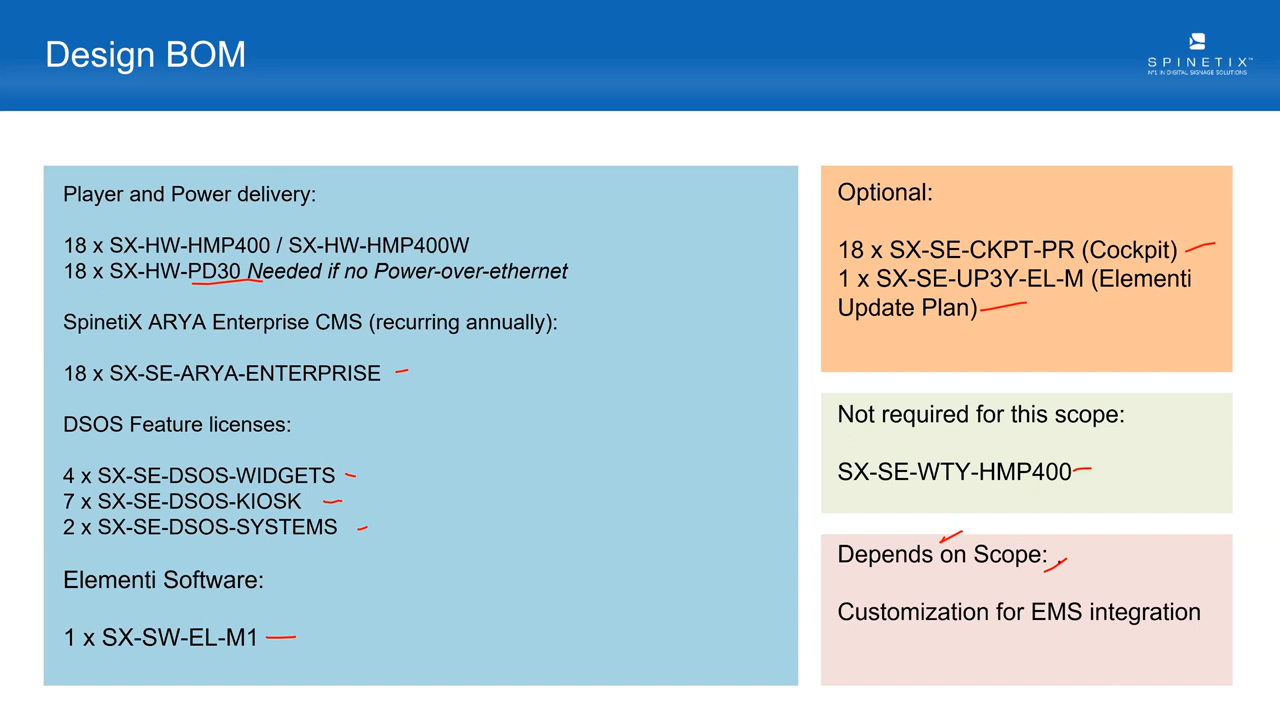 Design BOM
SPINETIX™
N°1 IN DIGITAL SIGNAGE SOLUTIONS
Player and Power delivery:
18 x SX-HW-HMP400 / SX-HW-HMP400W
18 x SX-HW-PD30 Needed if no Power-over-ethernet
SpinetiX ARYA Enterprise CMS (recurring annually):
18 x SX-SE-ARYA-ENTERPRISE
DSOS Feature licenses:
4 x SX-SE-DSOS-WIDGETS
7 x SX-SE-DSOS-KIOSK
2 x SX-SE-DSOS-SYSTEMS
Elementi Software:
1 x SX-SW-EL-M1
Optional:
18 x SX-SE-CKPT-PR (Cockpit)
1 x SX-SE-UP3Y-EL-M (Elementi
Update Plan)
Not required for this scope:
SX-SE-WTY-HMP400
Depends on Scope: .
Customization for EMS integration